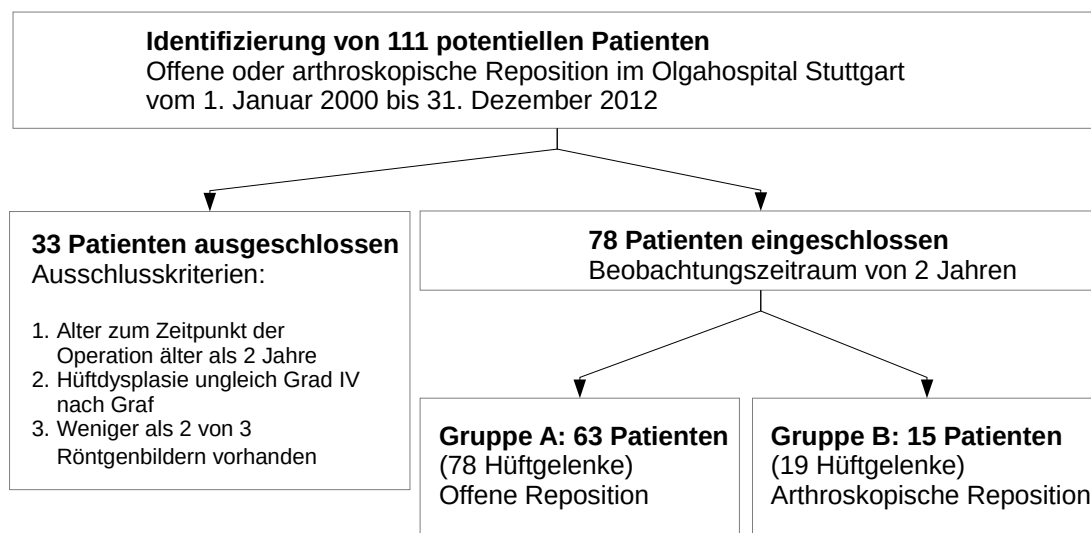 Identifizierung von 111 potentiellen Patienten
Offene oder arthroskopische Reposition im Olgahospital Stuttgart
vom 1. Januar 2000 bis 31. Dezember 2012
33 Patienten ausgeschlossen
Ausschlusskriterien:
1. Alter zum Zeitpunkt der
Operation älter als 2 Jahre
2. Hüftdysplasie ungleich Grad IV
nach Graf
3. Weniger als 2 von 3
Röntgenbildern vorhanden
78 Patienten eingeschlossen
Beobachtungszeitraum von 2 Jahren
Gruppe A: 63 Patienten
(78 Hüftgelenke)
Offene Reposition
Gruppe B: 15 Patienten
(19 Hüftgelenke)
Arthroskopische Reposition